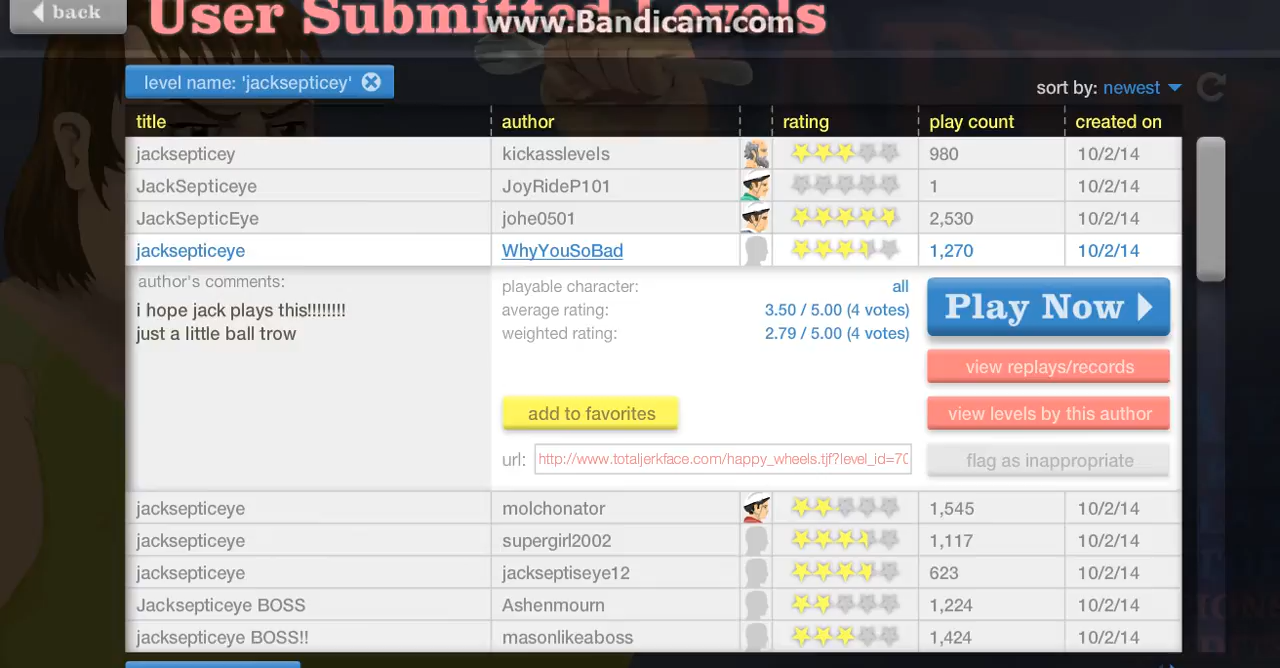 back
User Submitted Levels
www.Bandicam.com
level name: 'jacksepticey'
sort by: newest
title author rating play count created on
jacksepticey kickasslevels 980 10/2/14
JackSepticeye JoyRideP101 1 10/2/14
JackSepticEye johe0501 2,530 10/2/14
jacksepticeye WhyYouSoBad 1,270 10/2/14
author's comments:
i hope jack plays this!!!!!!!!
just a little ball trow
playable character: all
average rating: 3.50 / 5.00 (4 votes)
weighted rating: 2.79 / 5.00 (4 votes)
add to favorites
url: http://www.totaljerkface.com/happy_wheels.tjf?level_id=70
Play Now
view replays/records
view levels by this author
flag as inappropriate
jacksepticeye molchonator 1,545 10/2/14
jacksepticeye supergirl2002 1,117 10/2/14
jacksepticeye jackseptiseye12 623 10/2/14
Jacksepticeye BOSS Ashenmourn 1,224 10/2/14
jacksepticeye BOSS!! masonlikeaboss 1,424 10/2/14